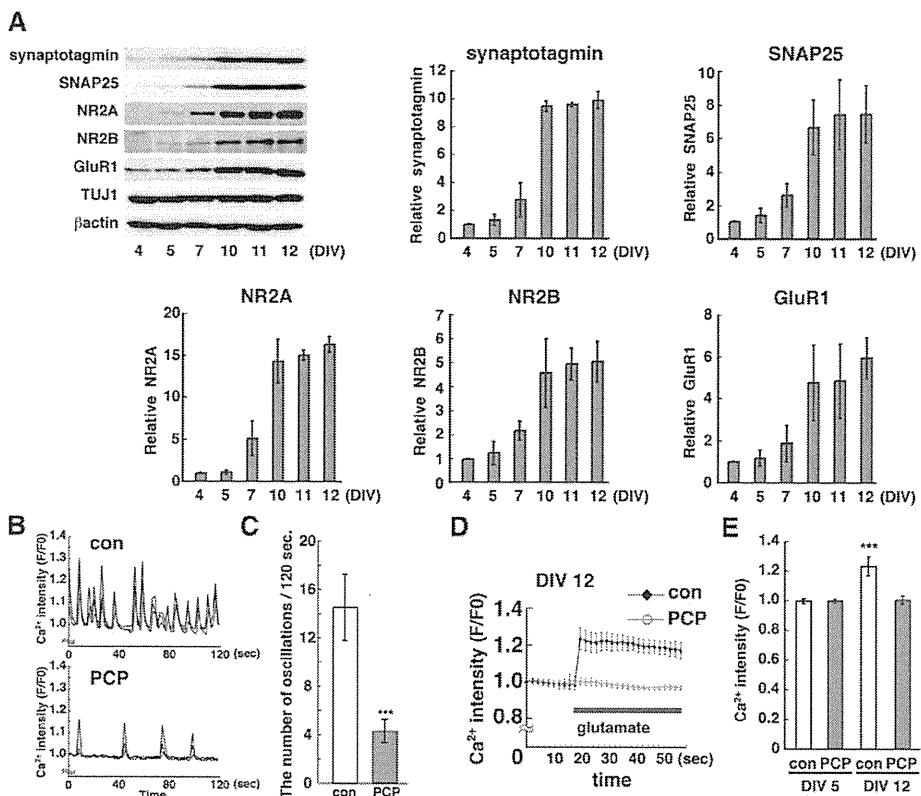 A
synaptotagmin
SNAP25
NR2A
NR2B
GluR1
TUJ1
βactin
4 5 7 10 11 12 (DIV)
synaptotagmin
Relative synaptotagmin
12
10
8
6
4
2
0
4 5 7 10 11 12 (DIV)
SNAP25
Relative SNAP25
10
8
6
4
2
0
4 5 7 10 11 12 (DIV)
NR2A
Relative NR2A
20
15
10
5
0
4 5 7 10 11 12 (DIV)
NR2B
Relative NR2B
7
6
5
4
3
2
1
0
4 5 7 10 11 12 (DIV)
GluR1
Relative GluR1
8
6
4
2
0
4 5 7 10 11 12 (DIV)
B
con
Ca²⁺ intensity (F/F0)
1.4
1.3
1.2
1.1
1.0
0 40 80 120 (sec)
PCP
Ca²⁺ intensity (F/F0)
1.4
1.3
1.2
1.1
1.0
0 40 80 120 (sec)
Time
C
The number of oscillations / 120 sec.
20
16
12
8
4
0
***
con PCP
D
DIV 12
con
PCP
Ca²⁺ intensity (F/F0)
1.4
1.2
1.0
0.8
0
glutamate
0 10 20 30 40 50 (sec)
time
E
Ca²⁺ intensity (F/F0)
1.4
1.2
1.0
0.8
0.6
0.4
0.2
0
***
con PCP con PCP
DIV 5 DIV 12